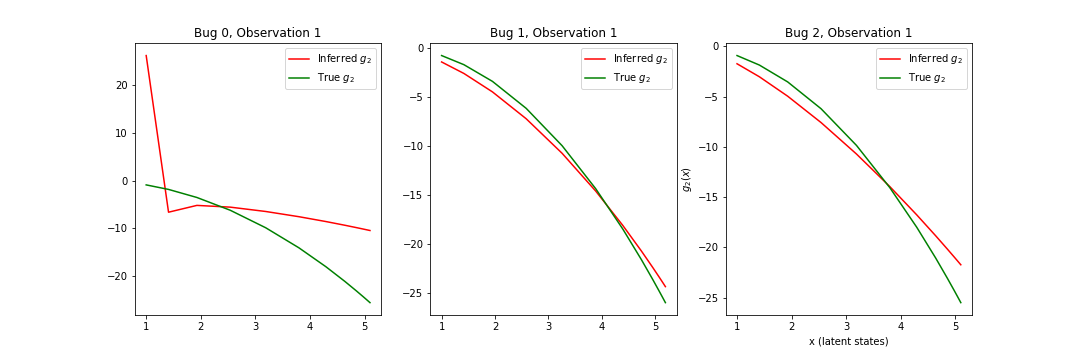 Bug 0, Observation 1
Inferred g₂
True g₂
20
10
0
−10
−20
1 2 3 4 5
Bug 1, Observation 1
Inferred g₂
True g₂
0
−5
−10
−15
−20
−25
1 2 3 4 5
Bug 2, Observation 1
Inferred g₂
True g₂
g₂(x)
0
−5
−10
−15
−20
−25
1 2 3 4 5
x (latent states)